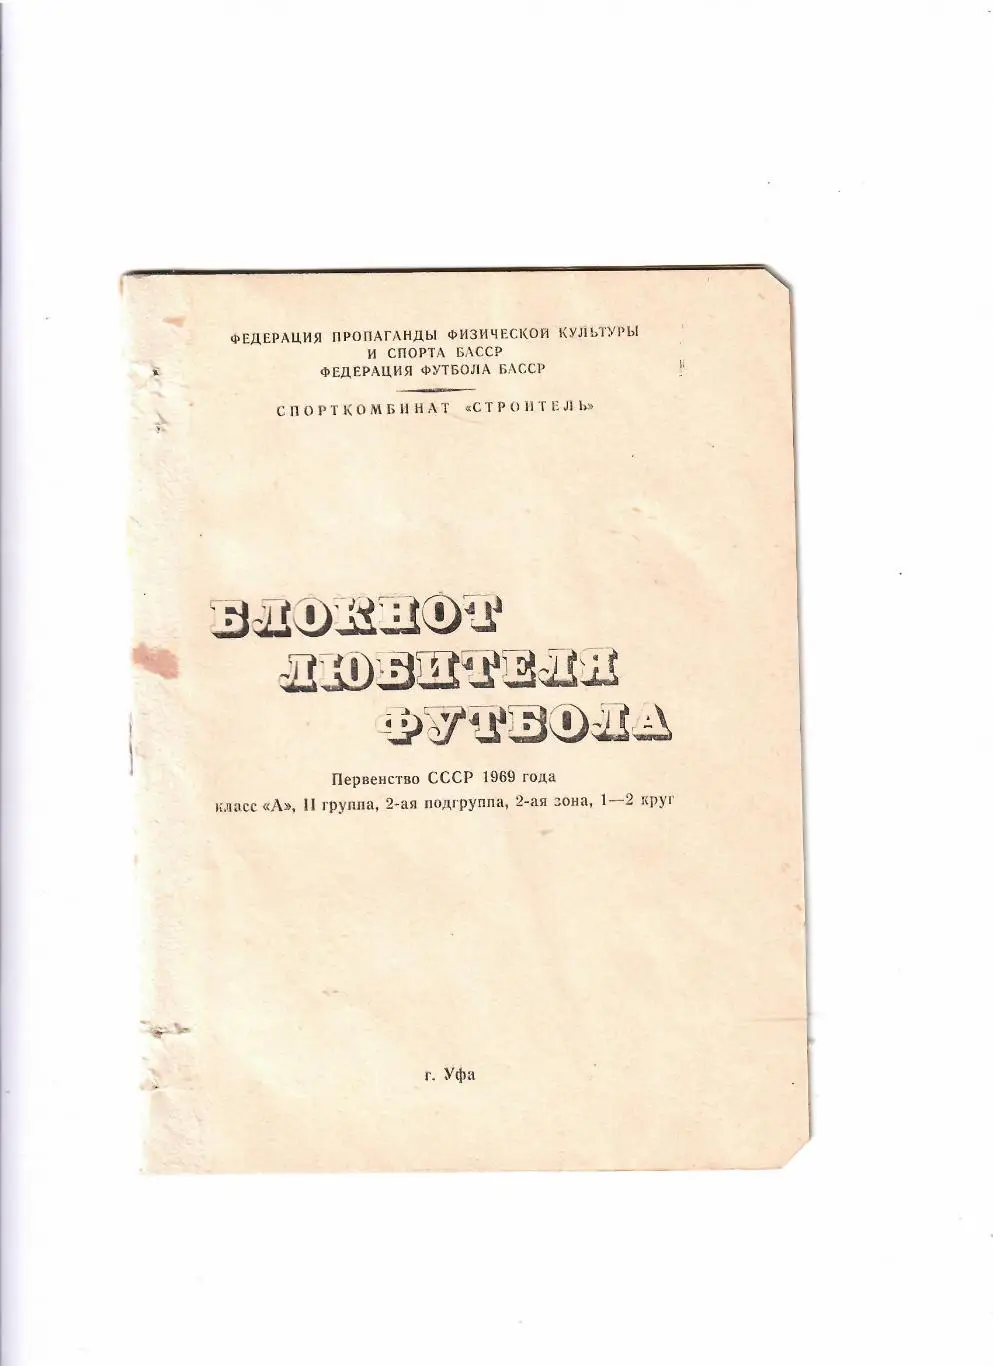 ФЕДЕРАЦИЯ ПРОПАГАНДЫ ФИЗИЧЕСКОЙ КУЛЬТУРЫ
И СПОРТА БАССР
ФЕДЕРАЦИЯ ФУТБОЛА БАССР
СПОРТКОМБИНАТ «СТРОИТЕЛЬ»
БЛОКНОТ
ЛЮБИТЕЛЯ
ФУТБОЛА
Первенство СССР 1969 года
класс «А», II группа, 2-ая подгруппа, 2-ая зона, 1—2 круг
г. Уфа